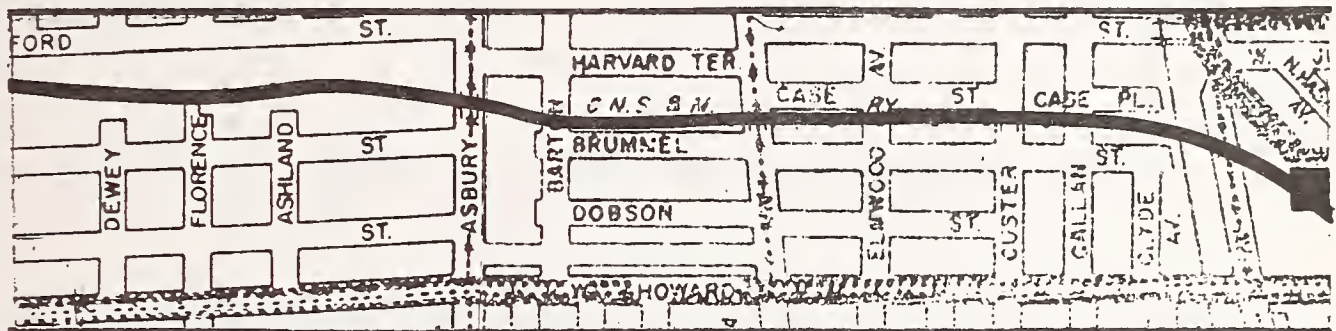 FORD
ST.
ST.
HARVARD TER.
AV
N.
C.N.S. & M.
RY
CASE
ST
CASE PL.
AV
ST
BRUMMEL
ST.
DEWEY
FLORENCE
ASHLAND
ASBURY
BARTON
ELMWOOD
CUSTER
CALLAN
CLYDE
AV.
ST.
DOBSON
ST.
HOWARD